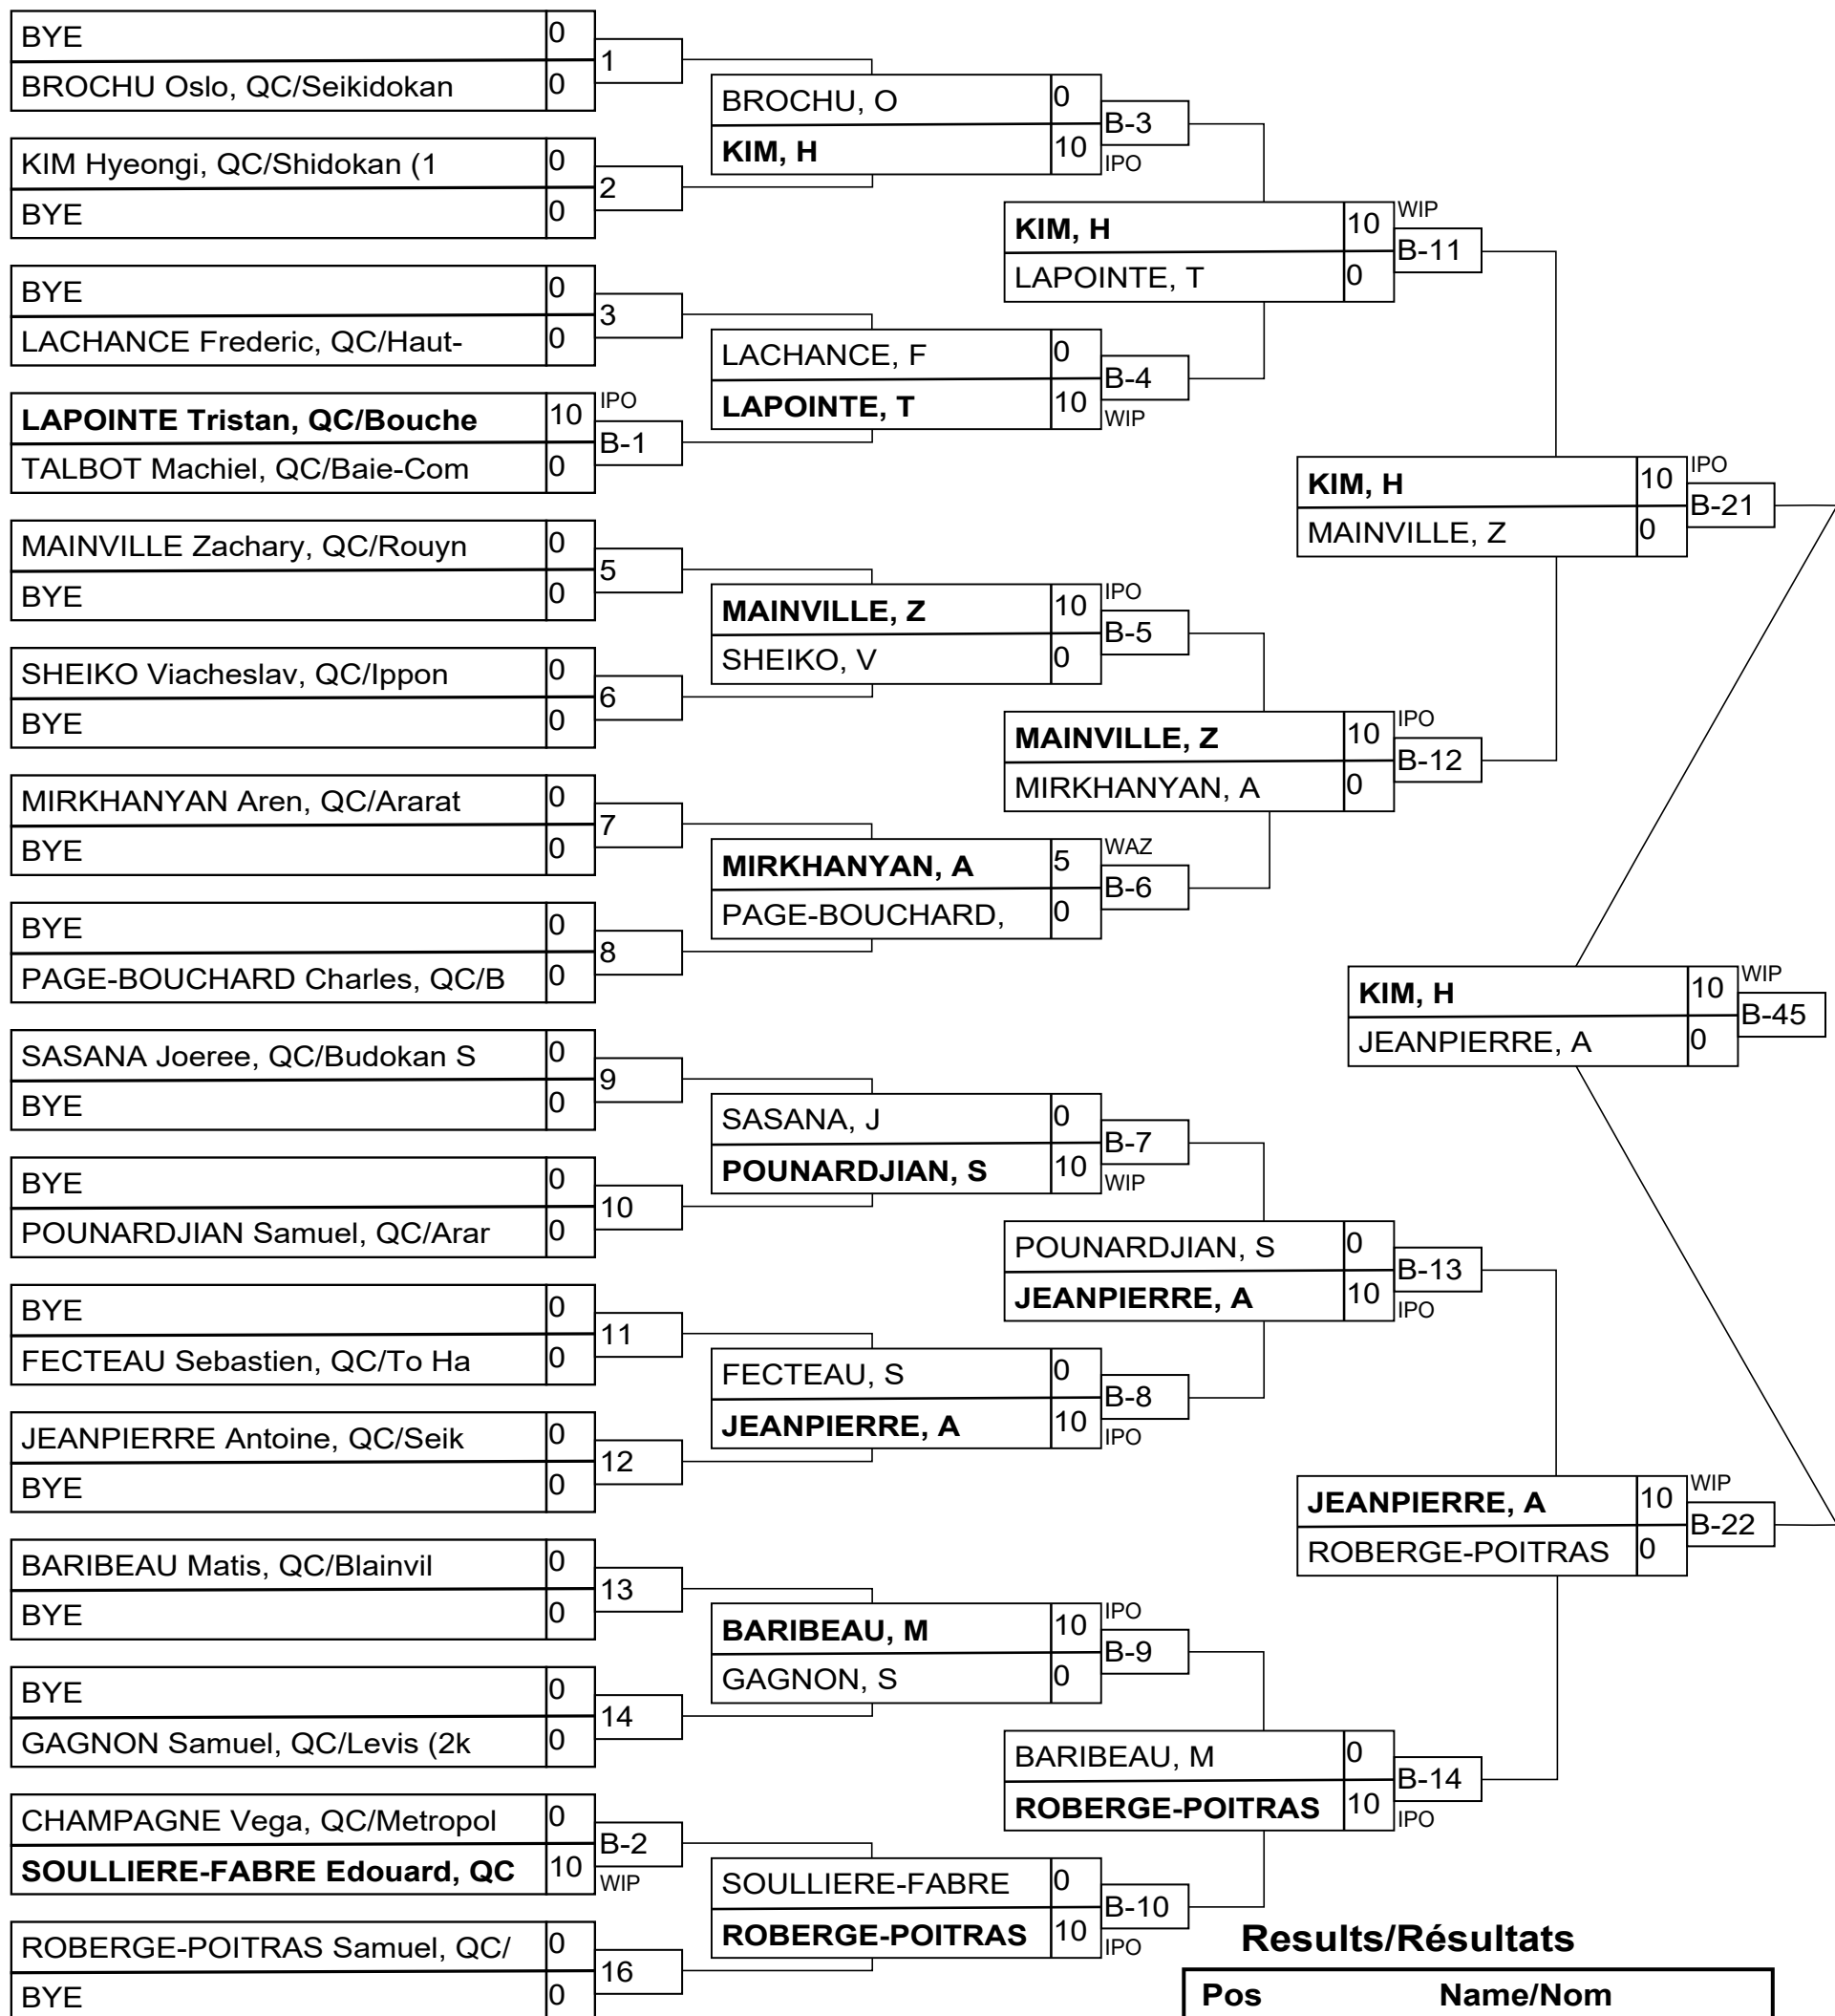 BYE 0
1
BROCHU Oslo, QC/Seikidokan 0
KIM Hyeongi, QC/Shidokan (1 0
2
BYE 0
BYE 0
3
LACHANCE Frederic, QC/Haut- 0
LAPOINTE Tristan, QC/Bouche 10 IPO
B-1
TALBOT Machiel, QC/Baie-Com 0
MAINVILLE Zachary, QC/Rouyn 0
5
BYE 0
SHEIKO Viacheslav, QC/Ippon 0
6
BYE 0
MIRKHANYAN Aren, QC/Ararat 0
7
BYE 0
BYE 0
8
PAGE-BOUCHARD Charles, QC/B 0
SASANA Joeree, QC/Budokan S 0
9
BYE 0
BYE 0
10
POUNARDJIAN Samuel, QC/Arar 0
BYE 0
11
FECTEAU Sebastien, QC/To Ha 0
JEANPIERRE Antoine, QC/Seik 0
12
BYE 0
BARIBEAU Matis, QC/Blainvil 0
13
BYE 0
BYE 0
14
GAGNON Samuel, QC/Levis (2k 0
CHAMPAGNE Vega, QC/Metropol 0
B-2
SOULLIERE-FABRE Edouard, QC 10 WIP
ROBERGE-POITRAS Samuel, QC/ 0
16
BYE 0
BROCHU, O 0
B-3
KIM, H 10 IPO
LACHANCE, F 0
B-4
LAPOINTE, T 10 WIP
MAINVILLE, Z 10 IPO
B-5
SHEIKO, V 0
MIRKHANYAN, A 5 WAZ
B-6
PAGE-BOUCHARD, 0
SASANA, J 0
B-7
POUNARDJIAN, S 10 WIP
FECTEAU, S 0
B-8
JEANPIERRE, A 10 IPO
BARIBEAU, M 10 IPO
B-9
GAGNON, S 0
SOULLIERE-FABRE 0
B-10
ROBERGE-POITRAS 10 IPO
KIM, H 10 WIP
B-11
LAPOINTE, T 0
MAINVILLE, Z 10 IPO
B-12
MIRKHANYAN, A 0
POUNARDJIAN, S 0
B-13
JEANPIERRE, A 10 IPO
BARIBEAU, M 0
B-14
ROBERGE-POITRAS 10 IPO
KIM, H 10 IPO
B-21
MAINVILLE, Z 0
JEANPIERRE, A 10 WIP
B-22
ROBERGE-POITRAS 0
KIM, H 10 WIP
B-45
JEANPIERRE, A 0
Results/Résultats
Pos Name/Nom